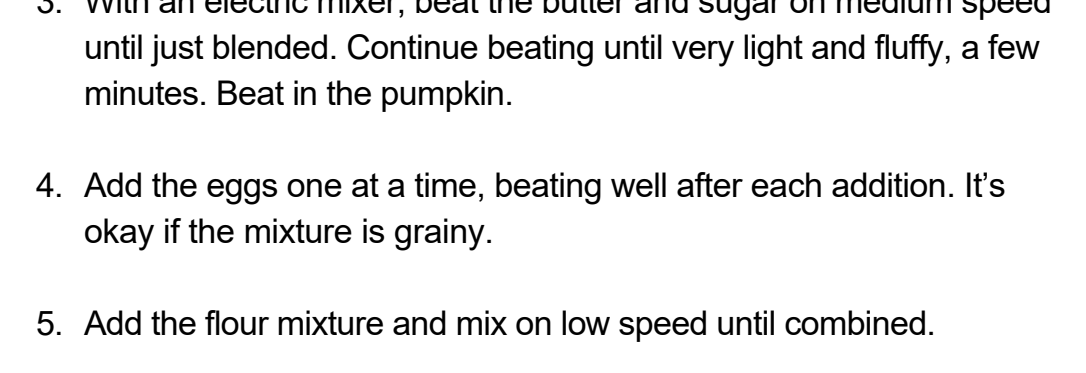 3. With an electric mixer, beat the butter and sugar on medium speed
until just blended. Continue beating until very light and fluffy, a few
minutes. Beat in the pumpkin.
4. Add the eggs one at a time, beating well after each addition. It’s
okay if the mixture is grainy.
5. Add the flour mixture and mix on low speed until combined.